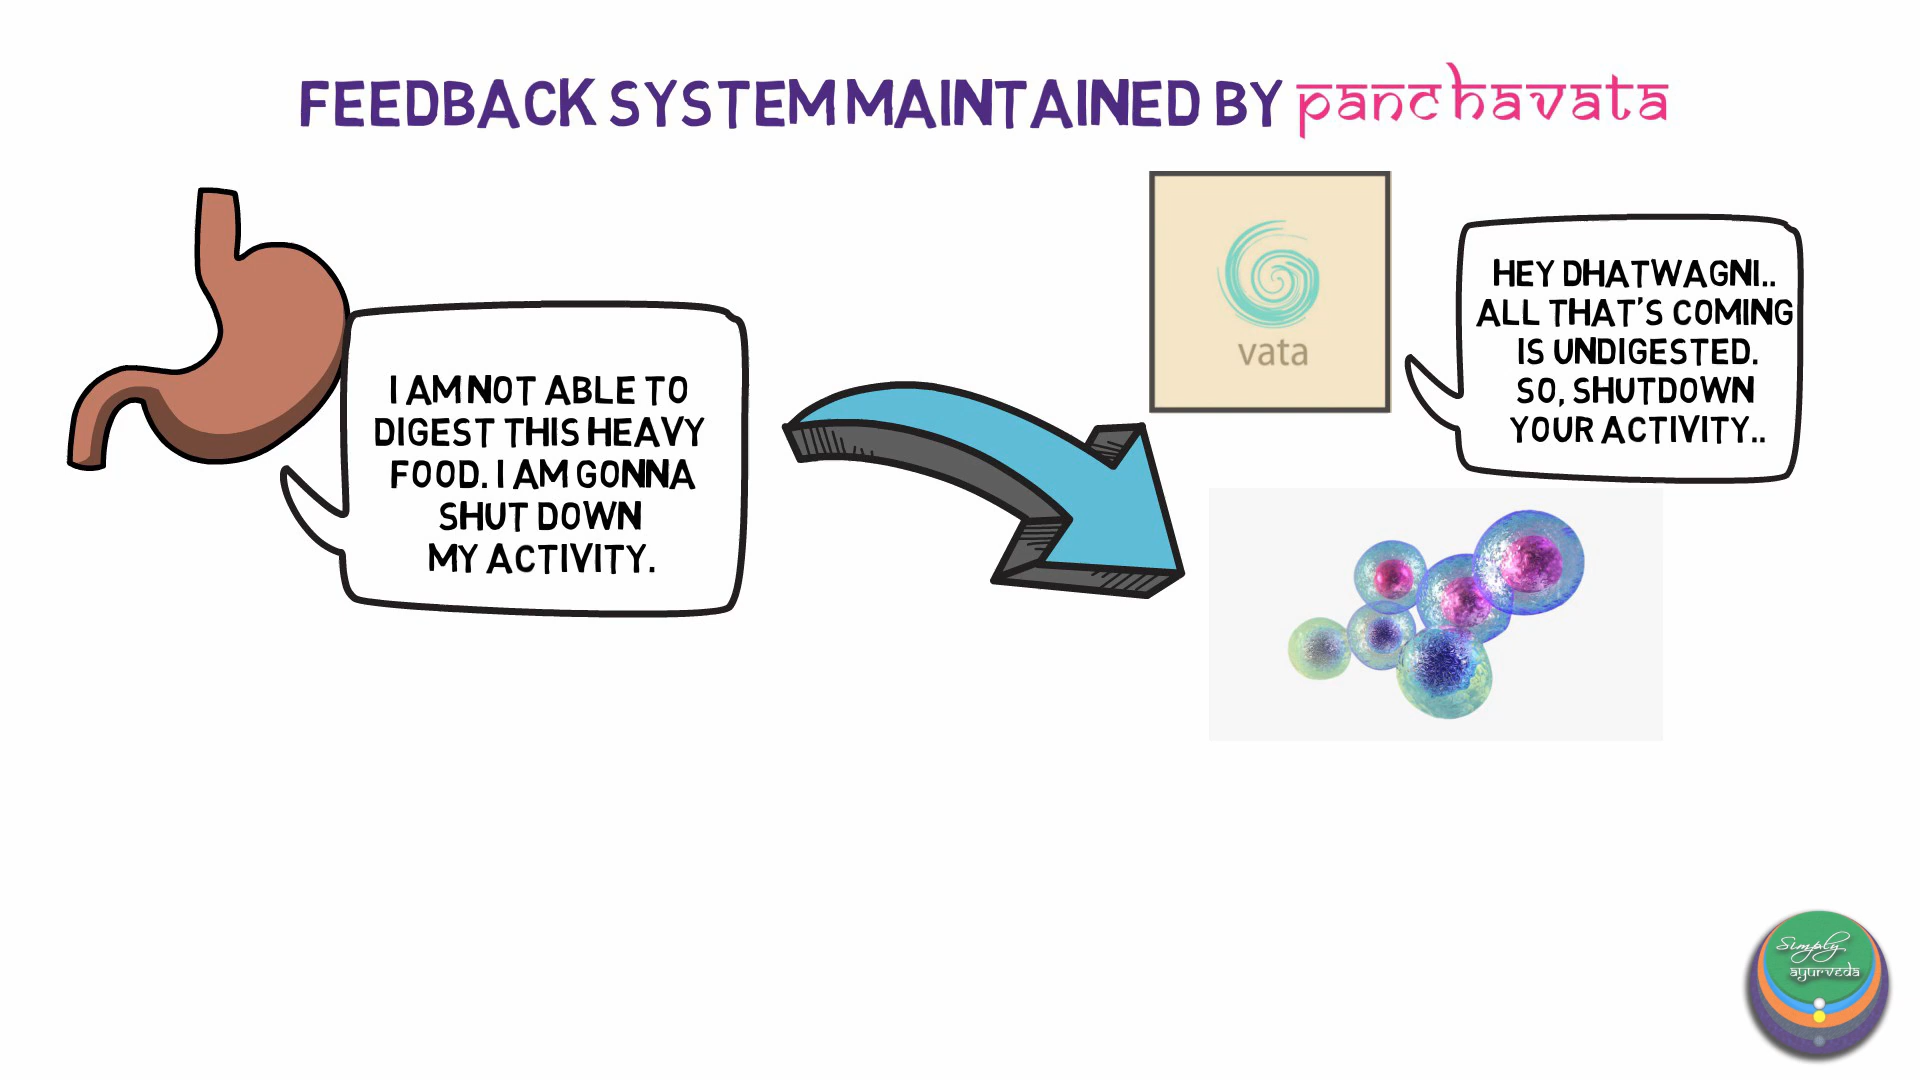 FEEDBACK SYSTEM MAINTAINED BY panchavata
I AM NOT ABLE TO
DIGEST THIS HEAVY
FOOD. I AM GONNA
SHUT DOWN
MY ACTIVITY.
vata
HEY DHATWAGNI..
ALL THAT'S COMING
IS UNDIGESTED.
SO, SHUTDOWN
YOUR ACTIVITY..
Simply
ayurveda